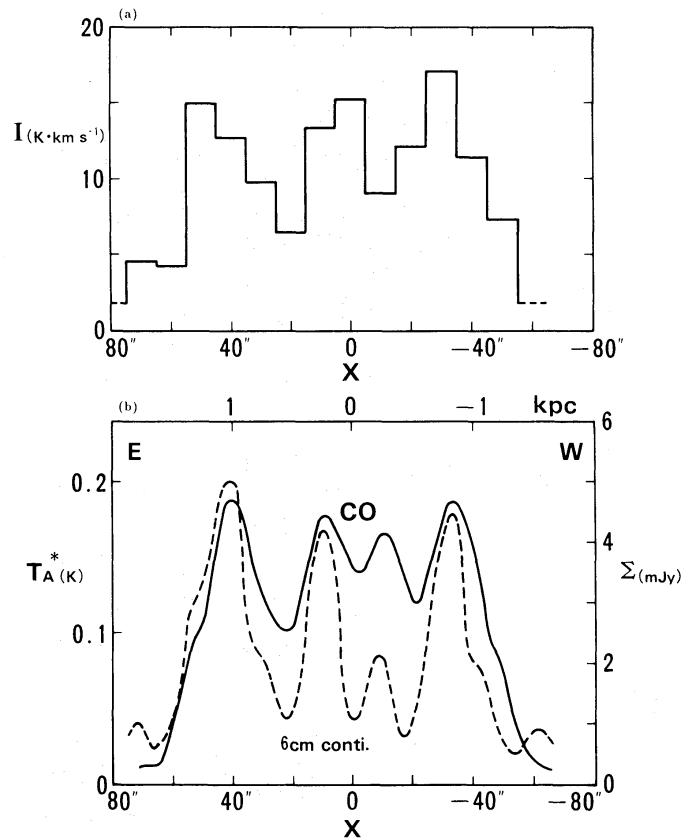 (a)
20
I (K·km s⁻¹)
10
0
80″ 40″ 0 −40″ −80″
X
(b) 1 0 −1 kpc
6
E W
0.2
CO
4
T_A^* (K)
Σ (mJy)
0.1
2
6cm conti.
0 0
80″ 40″ 0 −40″ −80″
X